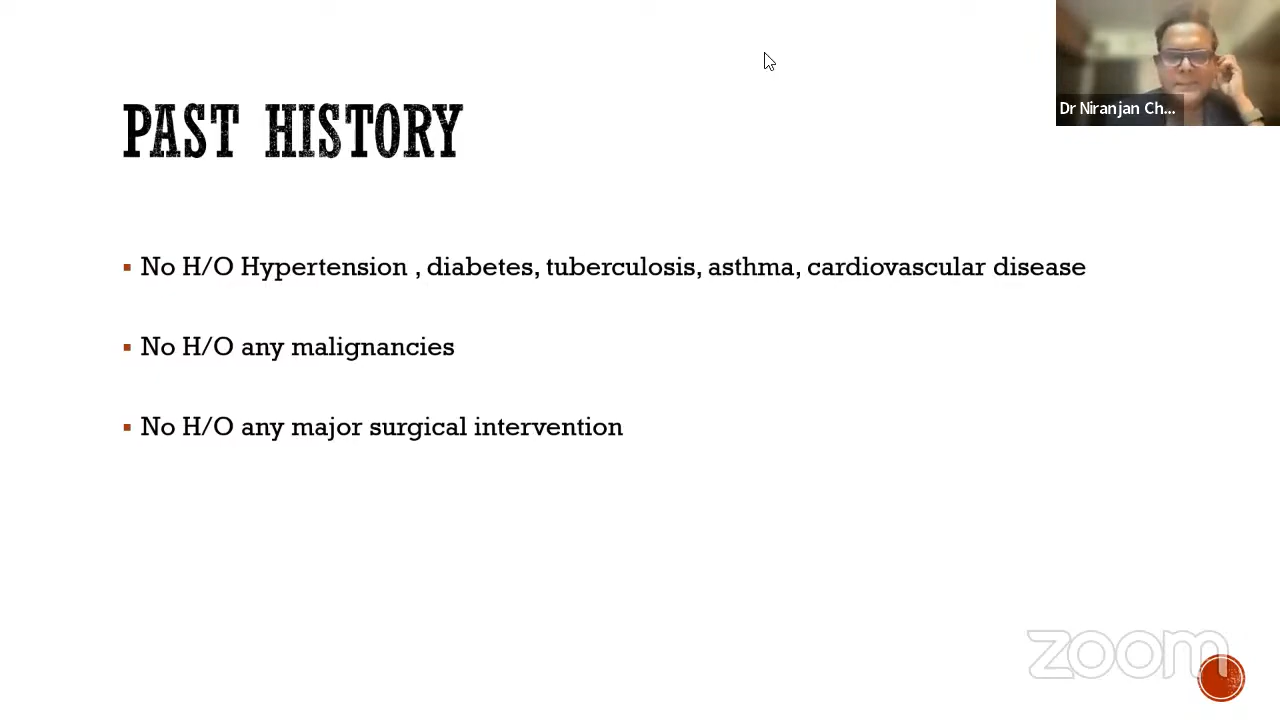 Dr Niranjan Ch...
PAST HISTORY
No H/O Hypertension , diabetes, tuberculosis, asthma, cardiovascular disease
No H/O any malignancies
No H/O any major surgical intervention
zoom